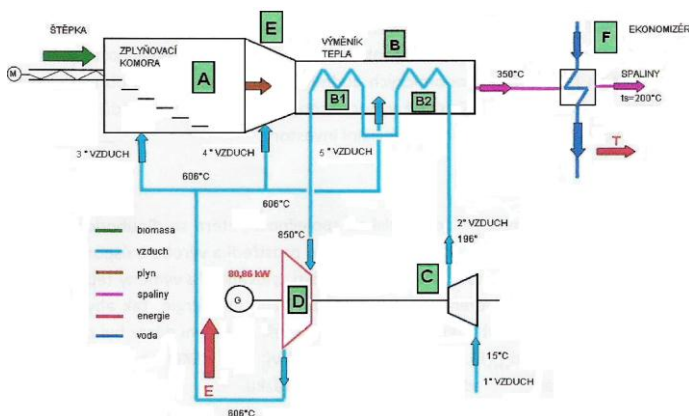 ŠTĚPKA
M
ZPLYŇOVACÍ
KOMORA
A
E
VÝMĚNÍK
TEPLA
B
B1
B2
350°C
F
EKONOMIZÉR
SPALINY
ts=200°C
T
3° VZDUCH
4° VZDUCH
5° VZDUCH
606°C
606°C
biomasa
vzduch
plyn
spaliny
energie
voda
850°C
80,86 kW
G
D
C
2° VZDUCH
196°
15°C
1° VZDUCH
E
606°C